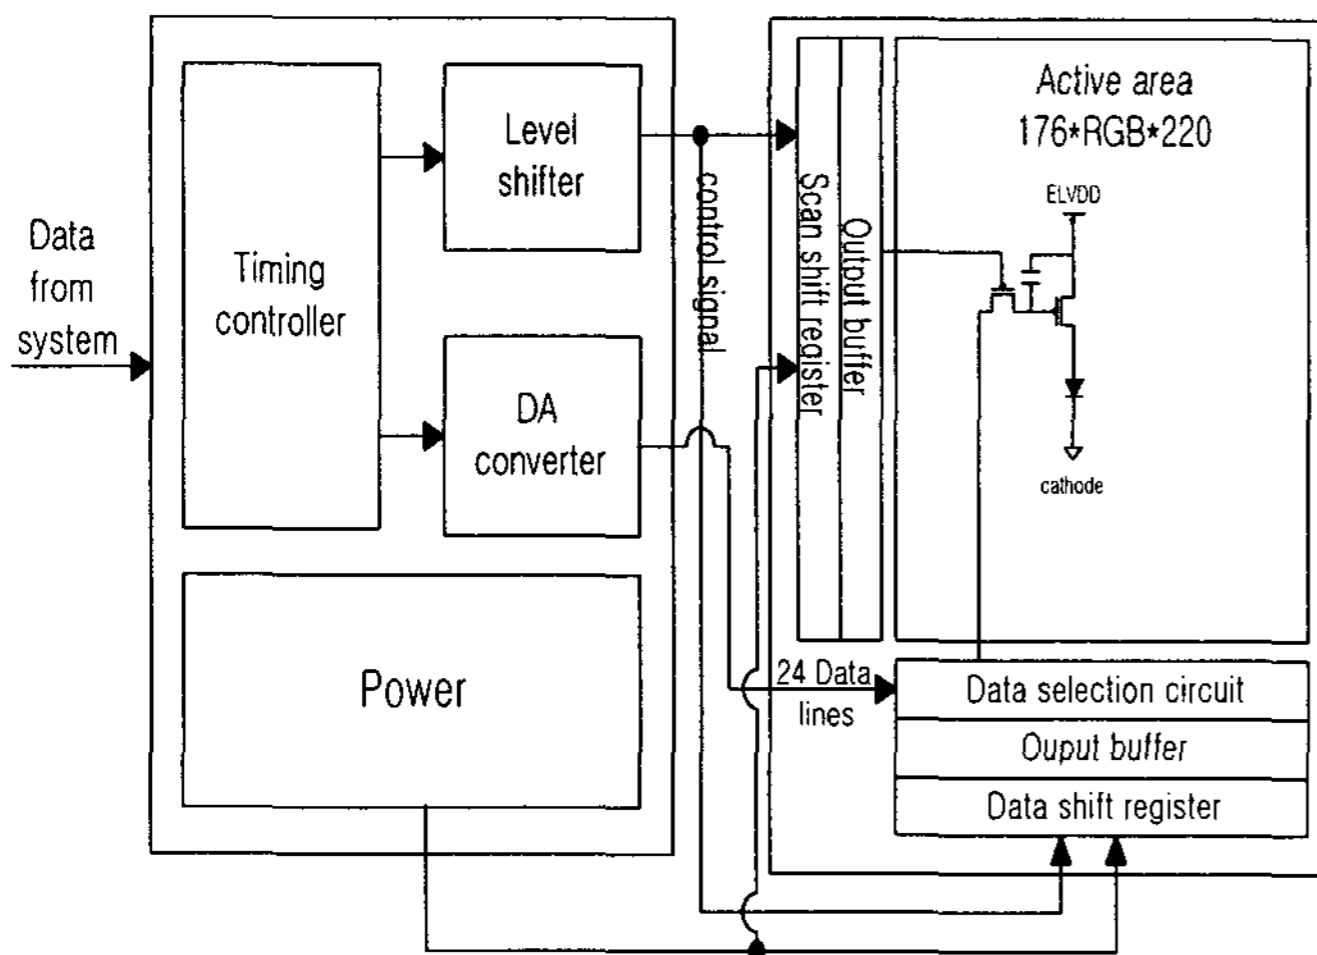 Data
from
system
Timing
controller
Level
shifter
DA
converter
Power
control signal
Scan shift register
Output buffer
Active area
176*RGB*220
ELVDD
cathode
24 Data
lines
Data selection circuit
Ouput buffer
Data shift register